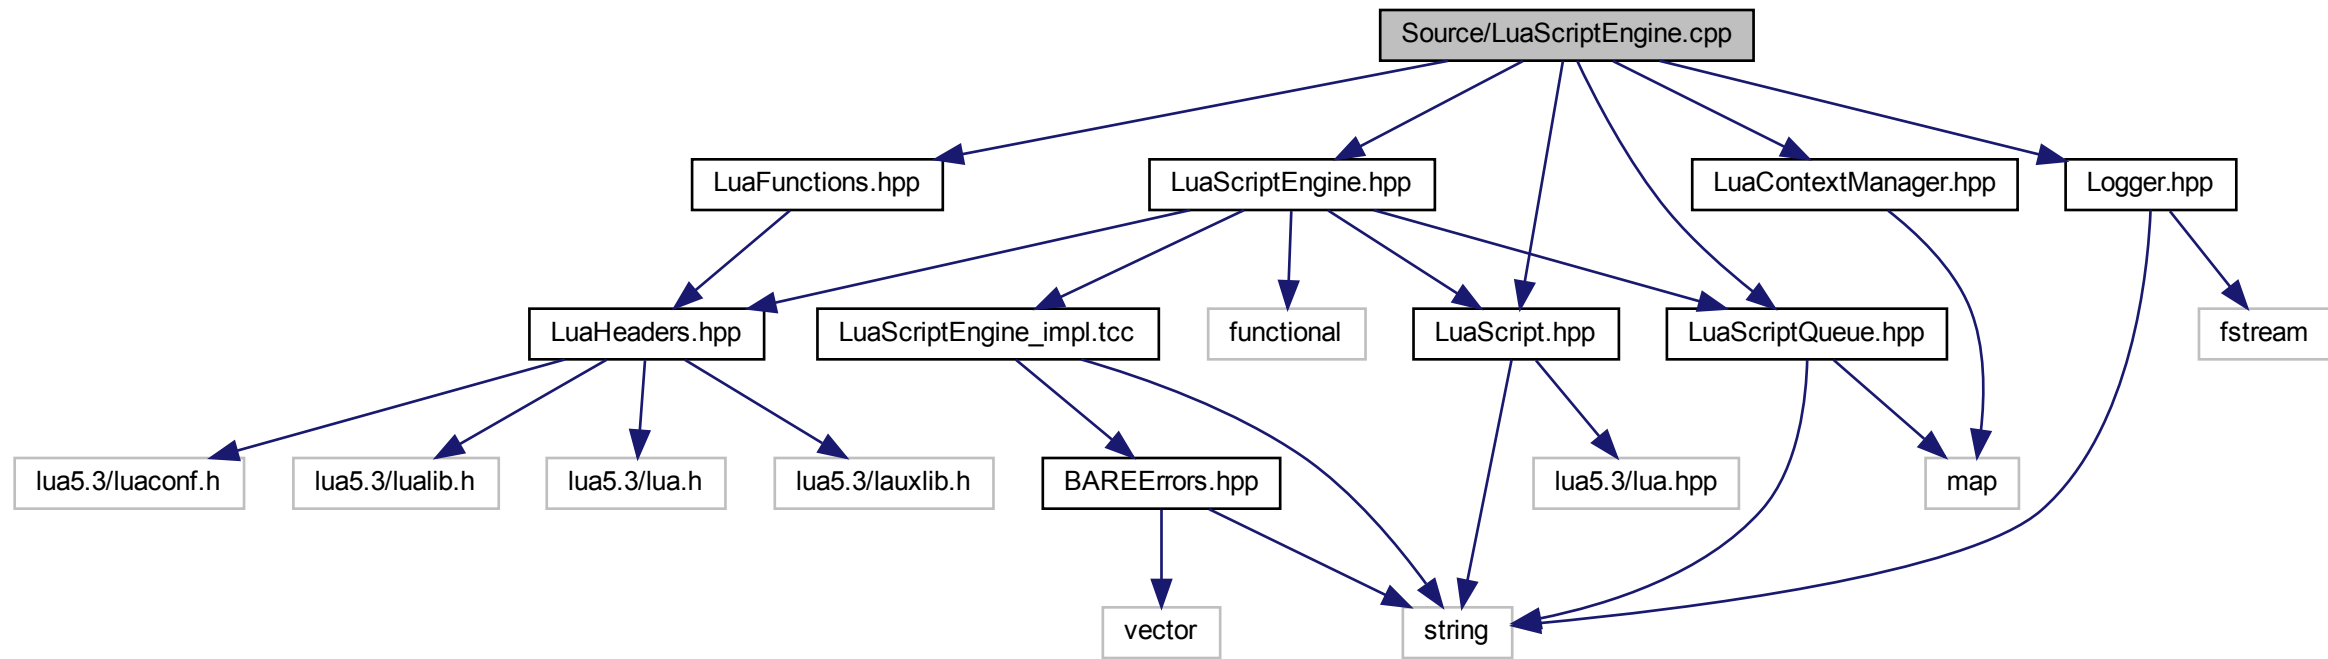 Source/LuaScriptEngine.cpp
LuaFunctions.hpp
LuaScriptEngine.hpp
LuaContextManager.hpp
Logger.hpp
LuaHeaders.hpp
LuaScriptEngine_impl.tcc
functional
LuaScript.hpp
LuaScriptQueue.hpp
fstream
lua5.3/luaconf.h
lua5.3/lualib.h
lua5.3/lua.h
lua5.3/lauxlib.h
BAREErrors.hpp
lua5.3/lua.hpp
map
vector
string